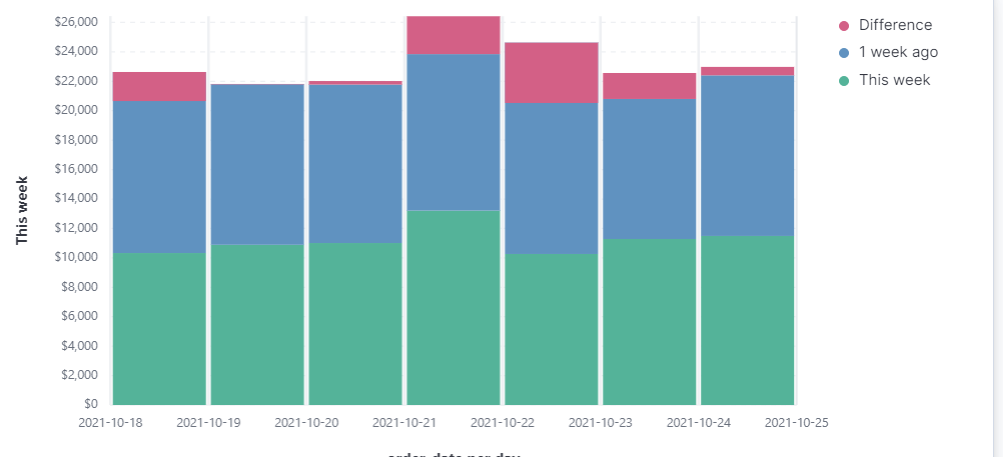 $26,000
$24,000
$22,000
$20,000
$18,000
$16,000
$14,000
$12,000
$10,000
$8,000
$6,000
$4,000
$2,000
$0
This week
2021-10-18 2021-10-19 2021-10-20 2021-10-21 2021-10-22 2021-10-23 2021-10-24 2021-10-25
order_date per day
Difference
1 week ago
This week